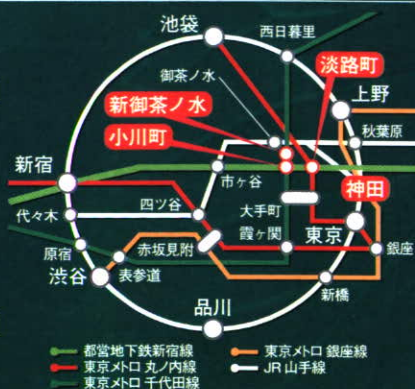 池袋
西日暮里
御茶ノ水
淡路町
新御茶ノ水
上野
小川町
秋葉原
新宿
市ヶ谷
神田
代々木
四ツ谷
大手町
東京
原宿
赤坂見附
霞ヶ関
銀座
渋谷
表参道
新橋
品川
都営地下鉄新宿線
東京メトロ 銀座線
東京メトロ 丸ノ内線
JR 山手線
東京メトロ 千代田線